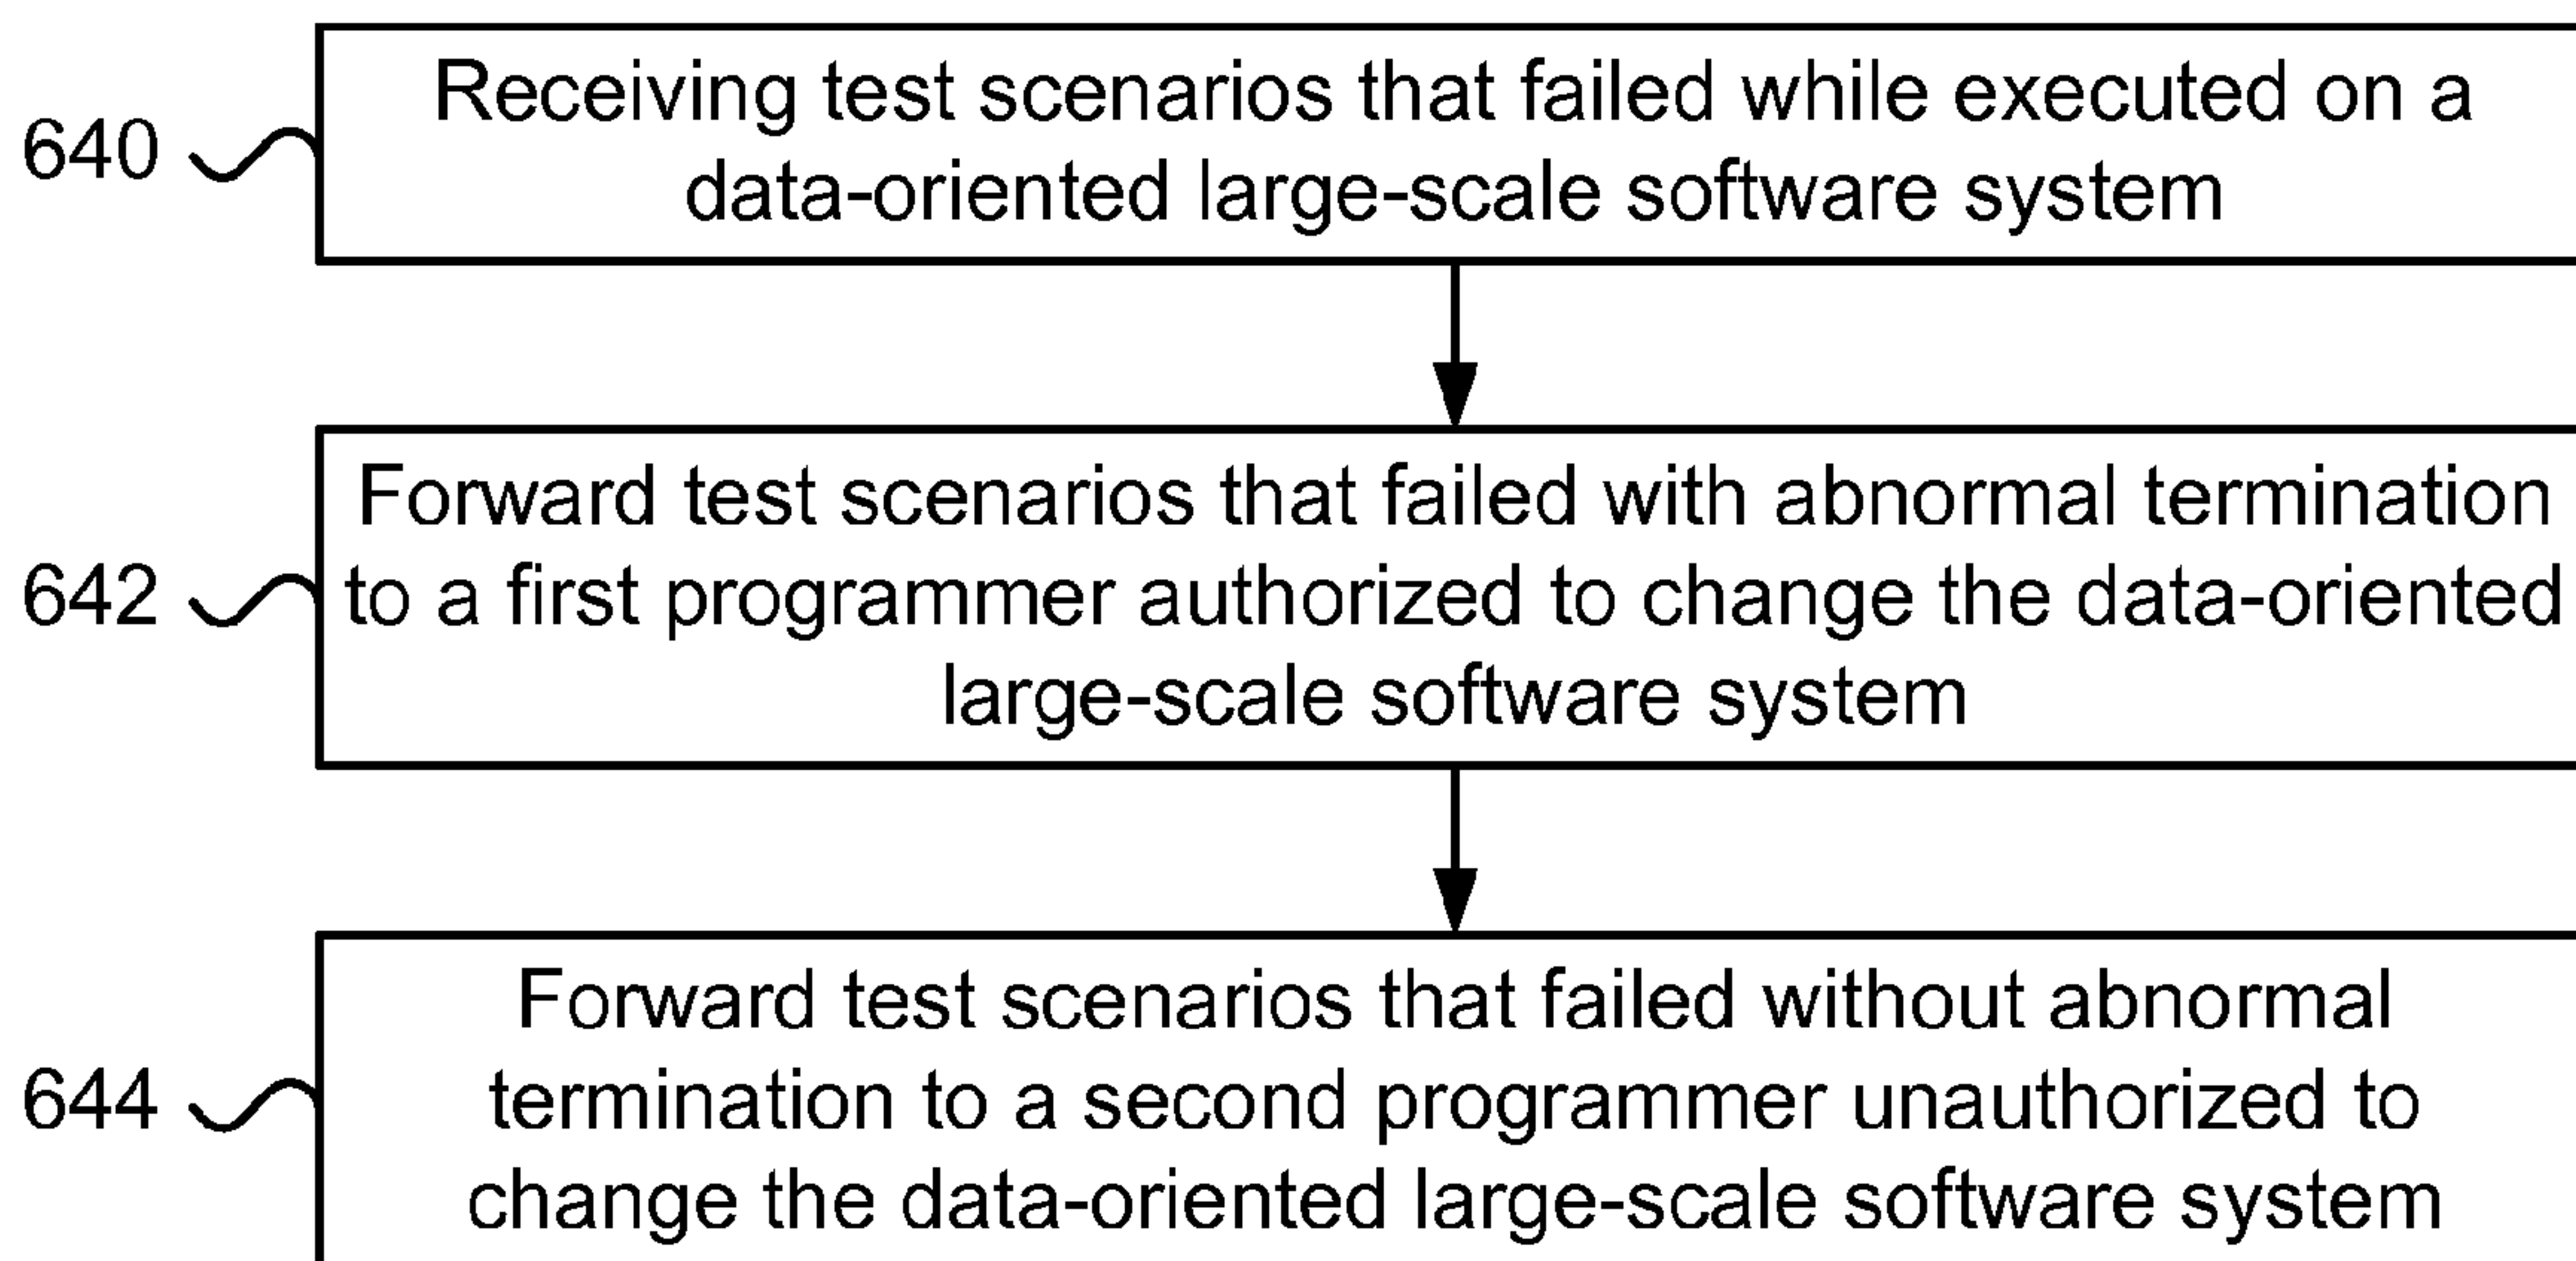 Receiving test scenarios that failed while executed on a
640
data-oriented large-scale software system
Forward test scenarios that failed with abnormal termination
642
to a first programmer authorized to change the data-oriented
large-scale software system
Forward test scenarios that failed without abnormal
644
termination to a second programmer unauthorized to
change the data-oriented large-scale software system